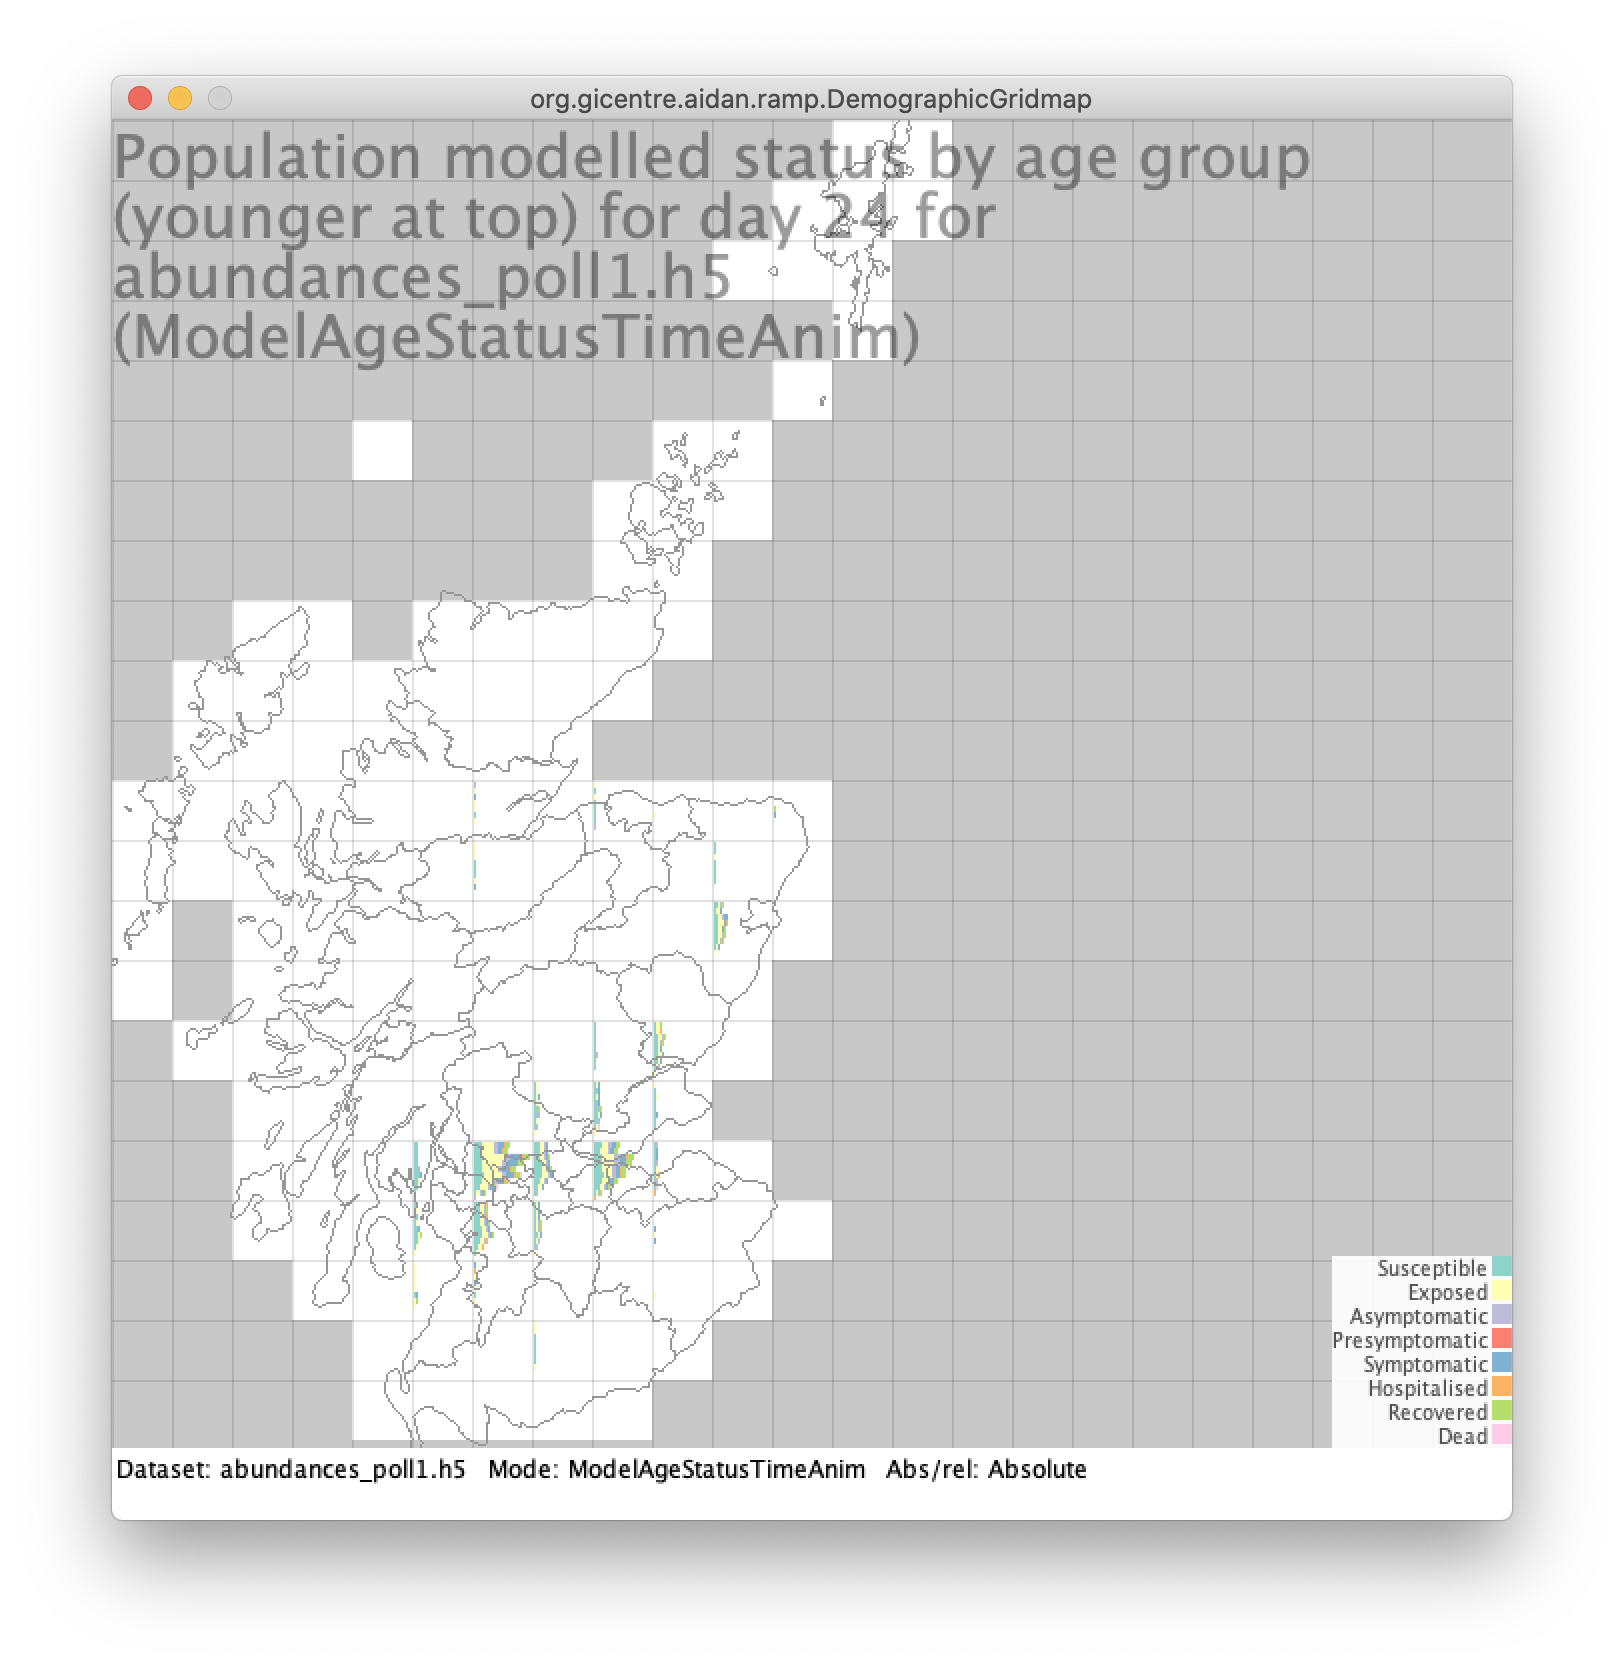 org.gicentre.aidan.ramp.DemographicGridmap
Population modelled status by age group
(younger at top) for day 24 for
abundances_poll1.h5
(ModelAgeStatusTimeAnim)
Susceptible
Exposed
Asymptomatic
Presymptomatic
Symptomatic
Hospitalised
Recovered
Dead
Dataset: abundances_poll1.h5 Mode: ModelAgeStatusTimeAnim Abs/rel: Absolute